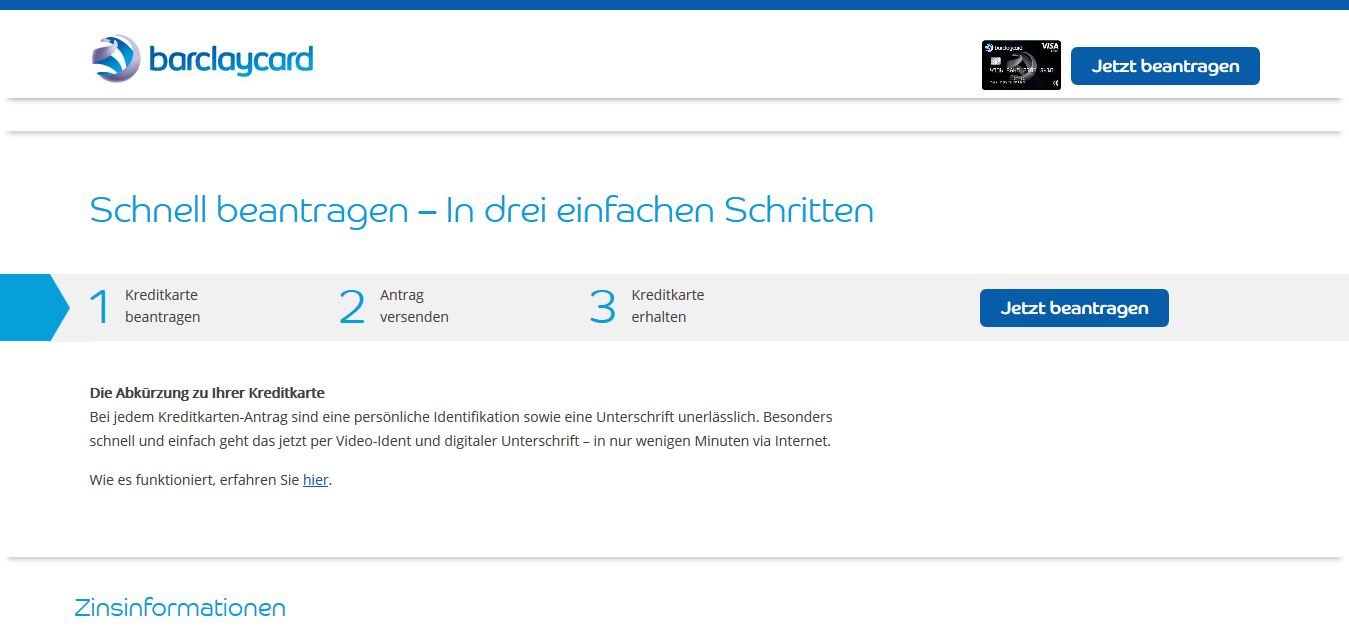 barclaycard
barclaycard VISA
Jetzt beantragen
Schnell beantragen – In drei einfachen Schritten
1 Kreditkarte
beantragen
2 Antrag
versenden
3 Kreditkarte
erhalten
Jetzt beantragen
Die Abkürzung zu Ihrer Kreditkarte
Bei jedem Kreditkarten-Antrag sind eine persönliche Identifikation sowie eine Unterschrift unerlässlich. Besonders
schnell und einfach geht das jetzt per Video-Ident und digitaler Unterschrift – in nur wenigen Minuten via Internet.
Wie es funktioniert, erfahren Sie hier.
Zinsinformationen